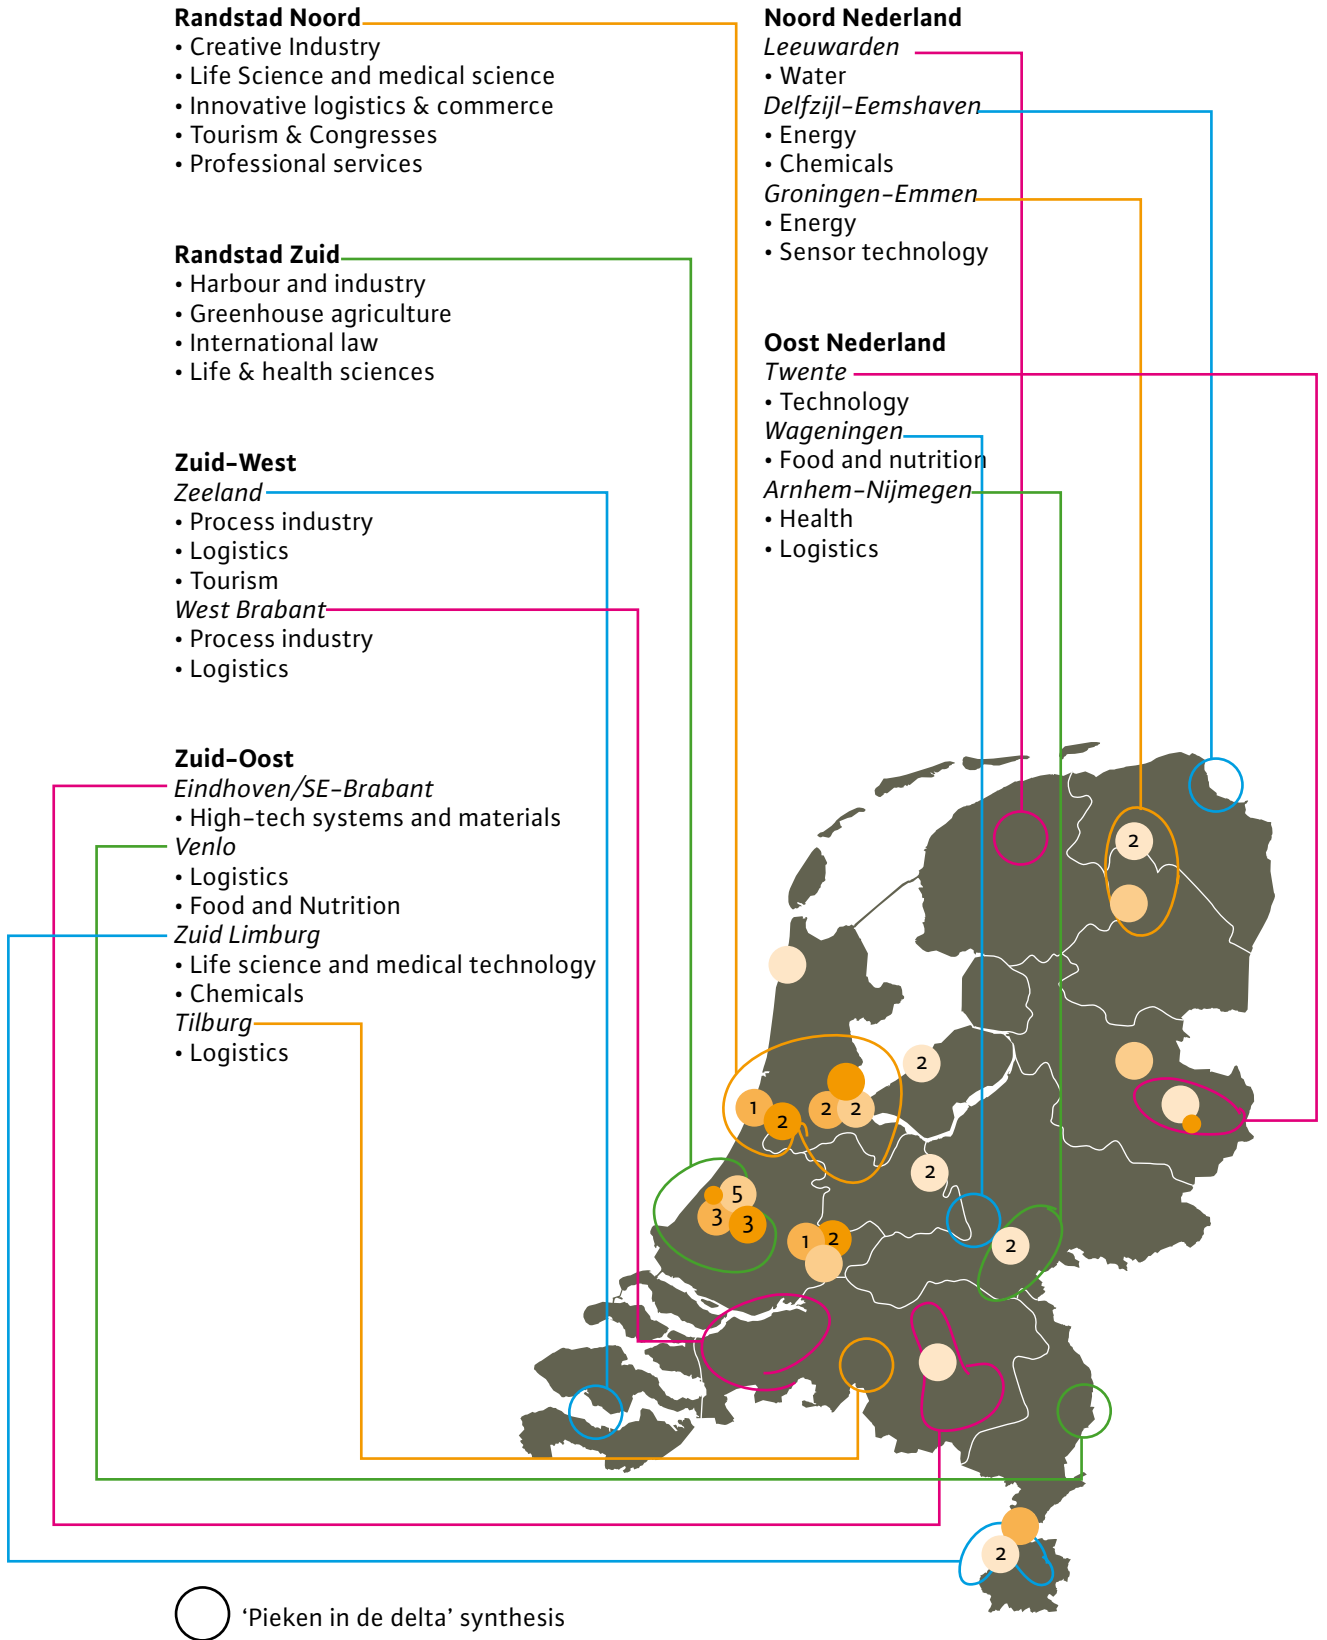 Randstad Noord
• Creative Industry
• Life Science and medical science
• Innovative logistics & commerce
• Tourism & Congresses
• Professional services
Randstad Zuid
• Harbour and industry
• Greenhouse agriculture
• International law
• Life & health sciences
Zuid–West
Zeeland
• Process industry
• Logistics
• Tourism
West Brabant
• Process industry
• Logistics
Zuid–Oost
Eindhoven/SE–Brabant
• High–tech systems and materials
Venlo
• Logistics
• Food and Nutrition
Zuid Limburg
• Life science and medical technology
• Chemicals
Tilburg
• Logistics
Noord Nederland
Leeuwarden
• Water
Delfzijl–Eemshaven
• Energy
• Chemicals
Groningen–Emmen
• Energy
• Sensor technology
Oost Nederland
Twente
• Technology
Wageningen
• Food and nutrition
Arnhem–Nijmegen
• Health
• Logistics
2
2
1
2
2
2
2
5
3
3
1
2
2
2
‘Pieken in de delta’ synthesis